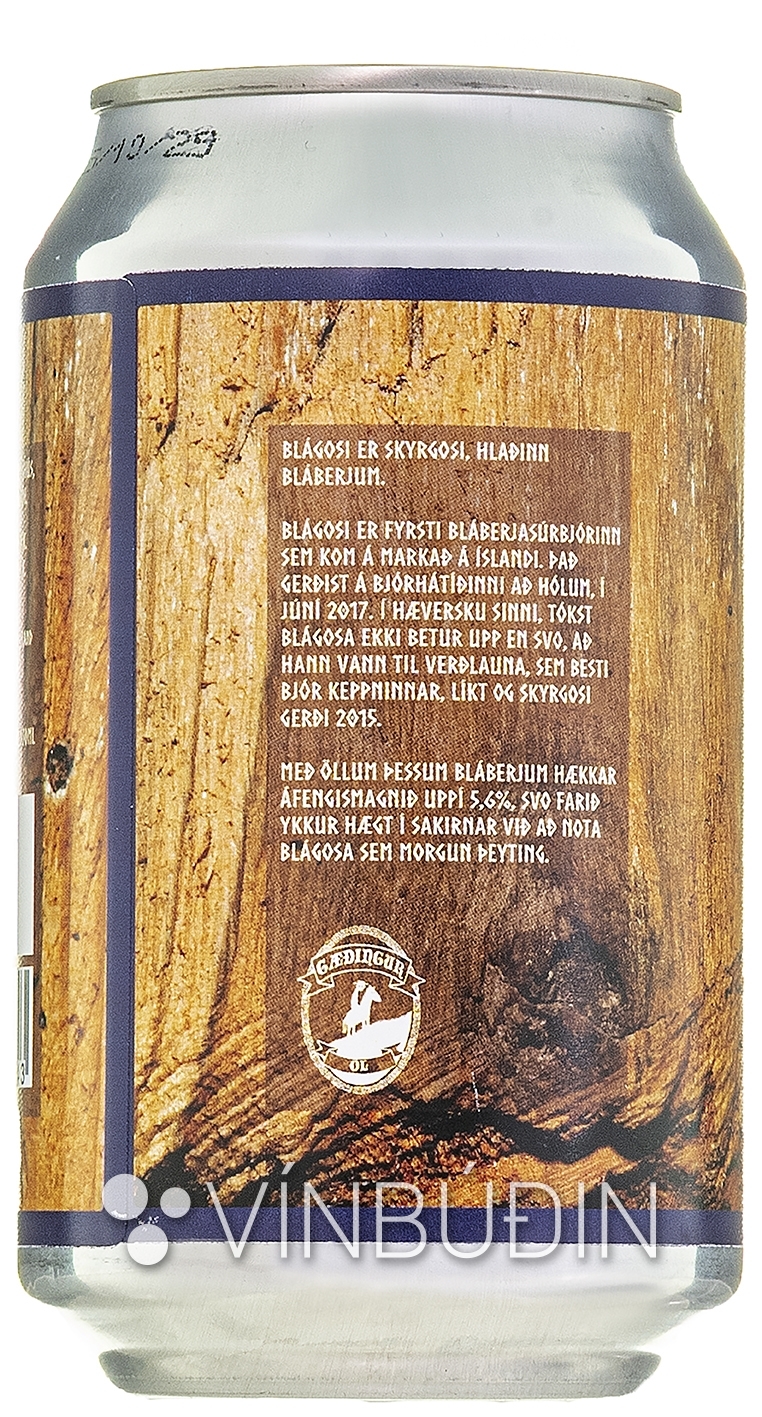 /10/29
BLÁGOSI ER SKYRGOSI, HLAÐINN
BLÁBERJUM.
BLÁGOSI ER FYRSTI BLÁBERJASÚRBJÓRINN
SEM KOM Á MARKAÐ Á ÍSLANDI. ÞAÐ
GERÐIST Á BJÓRHÁTÍÐINNI AÐ HÓLUM, Í
JÚNÍ 2017. Í HÆVERSKU SINNI, TÓKST
BLÁGOSA EKKI BETUR UPP EN SVO, AÐ
HANN VANN TIL VERÐLAUNA, SEM BESTI
BJÓR KEPPNINNAR, LÍKT OG SKYRGOSI
GERÐI 2015.
MEÐ ÖLLUM ÞESSUM BLÁBERJUM HÆKKAR
ÁFENGISMAGNIÐ UPPÍ 5,6%, SVO FARIÐ
YKKUR HÆGT Í SAKIRNAR VIÐ AÐ NOTA
BLÁGOSA SEM MORGUN ÞEYTING.
GÆÐINGUR
ÖL
VÍNBÚÐIN